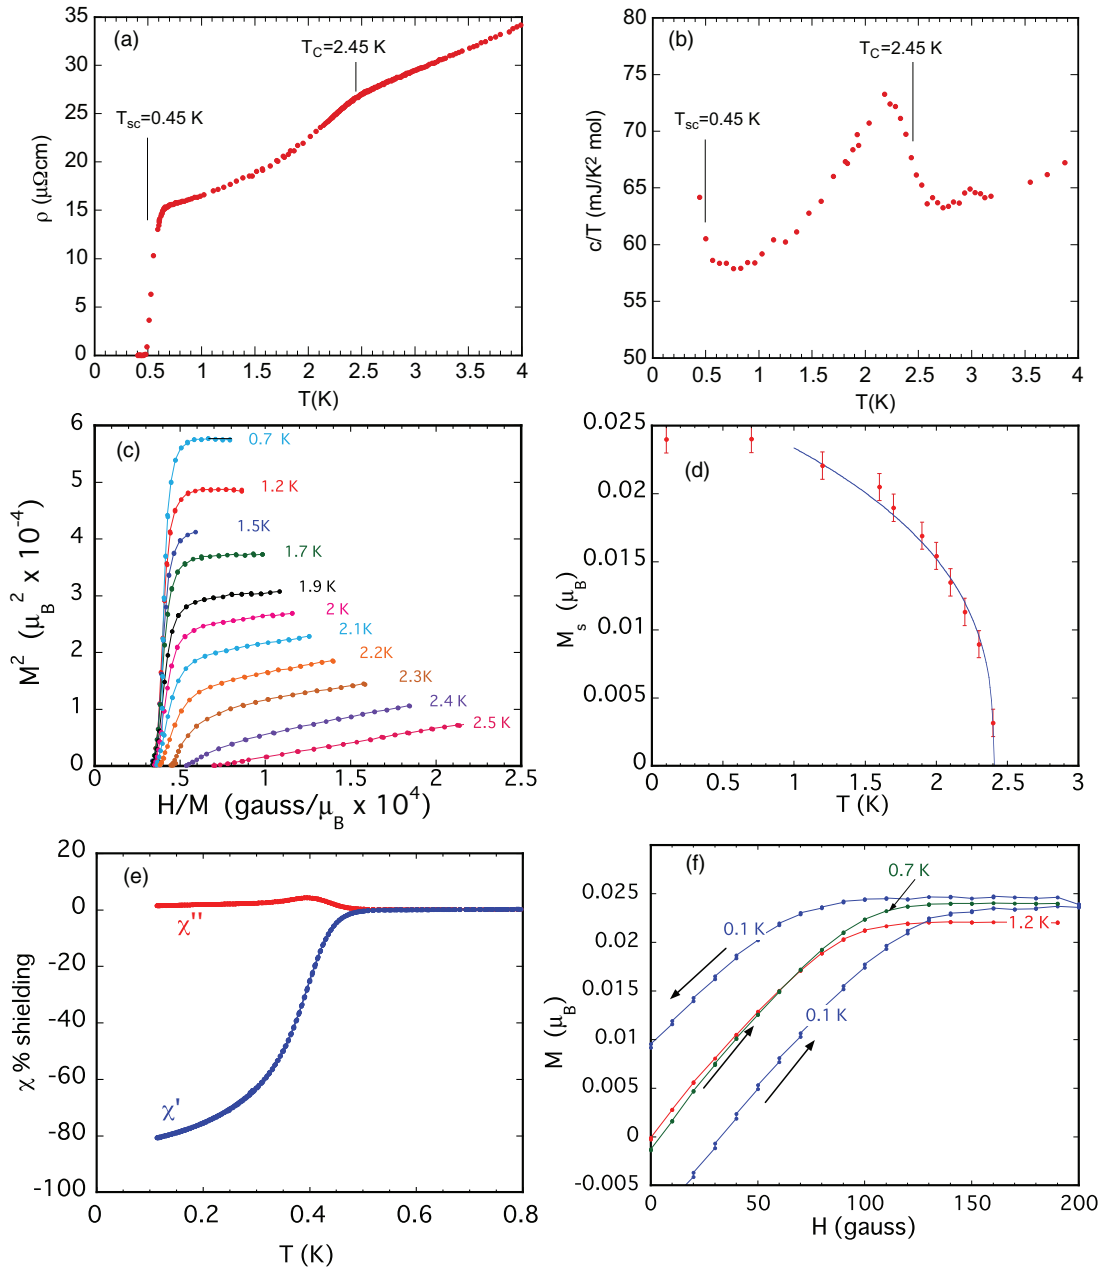 (a)
T_C=2.45 K
T_sc=0.45 K
ρ (μΩcm)
35
30
25
20
15
10
5
0
0 0.5 1 1.5 2 2.5 3 3.5 4
T(K)
(b)
T_C=2.45 K
T_sc=0.45 K
c/T (mJ/K² mol)
80
75
70
65
60
55
50
0 0.5 1 1.5 2 2.5 3 3.5 4
T(K)
(c)
M² (μ_B² x 10⁻⁴)
6
5
4
3
2
1
0
0.7 K
1.2 K
1.5K
1.7 K
1.9 K
2 K
2.1K
2.2K
2.3K
2.4 K
2.5 K
0 .5 1 1.5 2 2.5
H/M (gauss/μ_B x 10⁴)
(d)
M_s (μ_B)
0.025
0.02
0.015
0.01
0.005
0
0 0.5 1 1.5 2 2.5 3
T (K)
(e)
χ % shielding
20
0
-20
-40
-60
-80
-100
χ''
χ'
0 0.2 0.4 0.6 0.8
T (K)
(f)
M (μ_B)
0.025
0.02
0.015
0.01
0.005
0
-0.005
0.7 K
0.1 K
1.2 K
0.1 K
0 50 100 150 200
H (gauss)